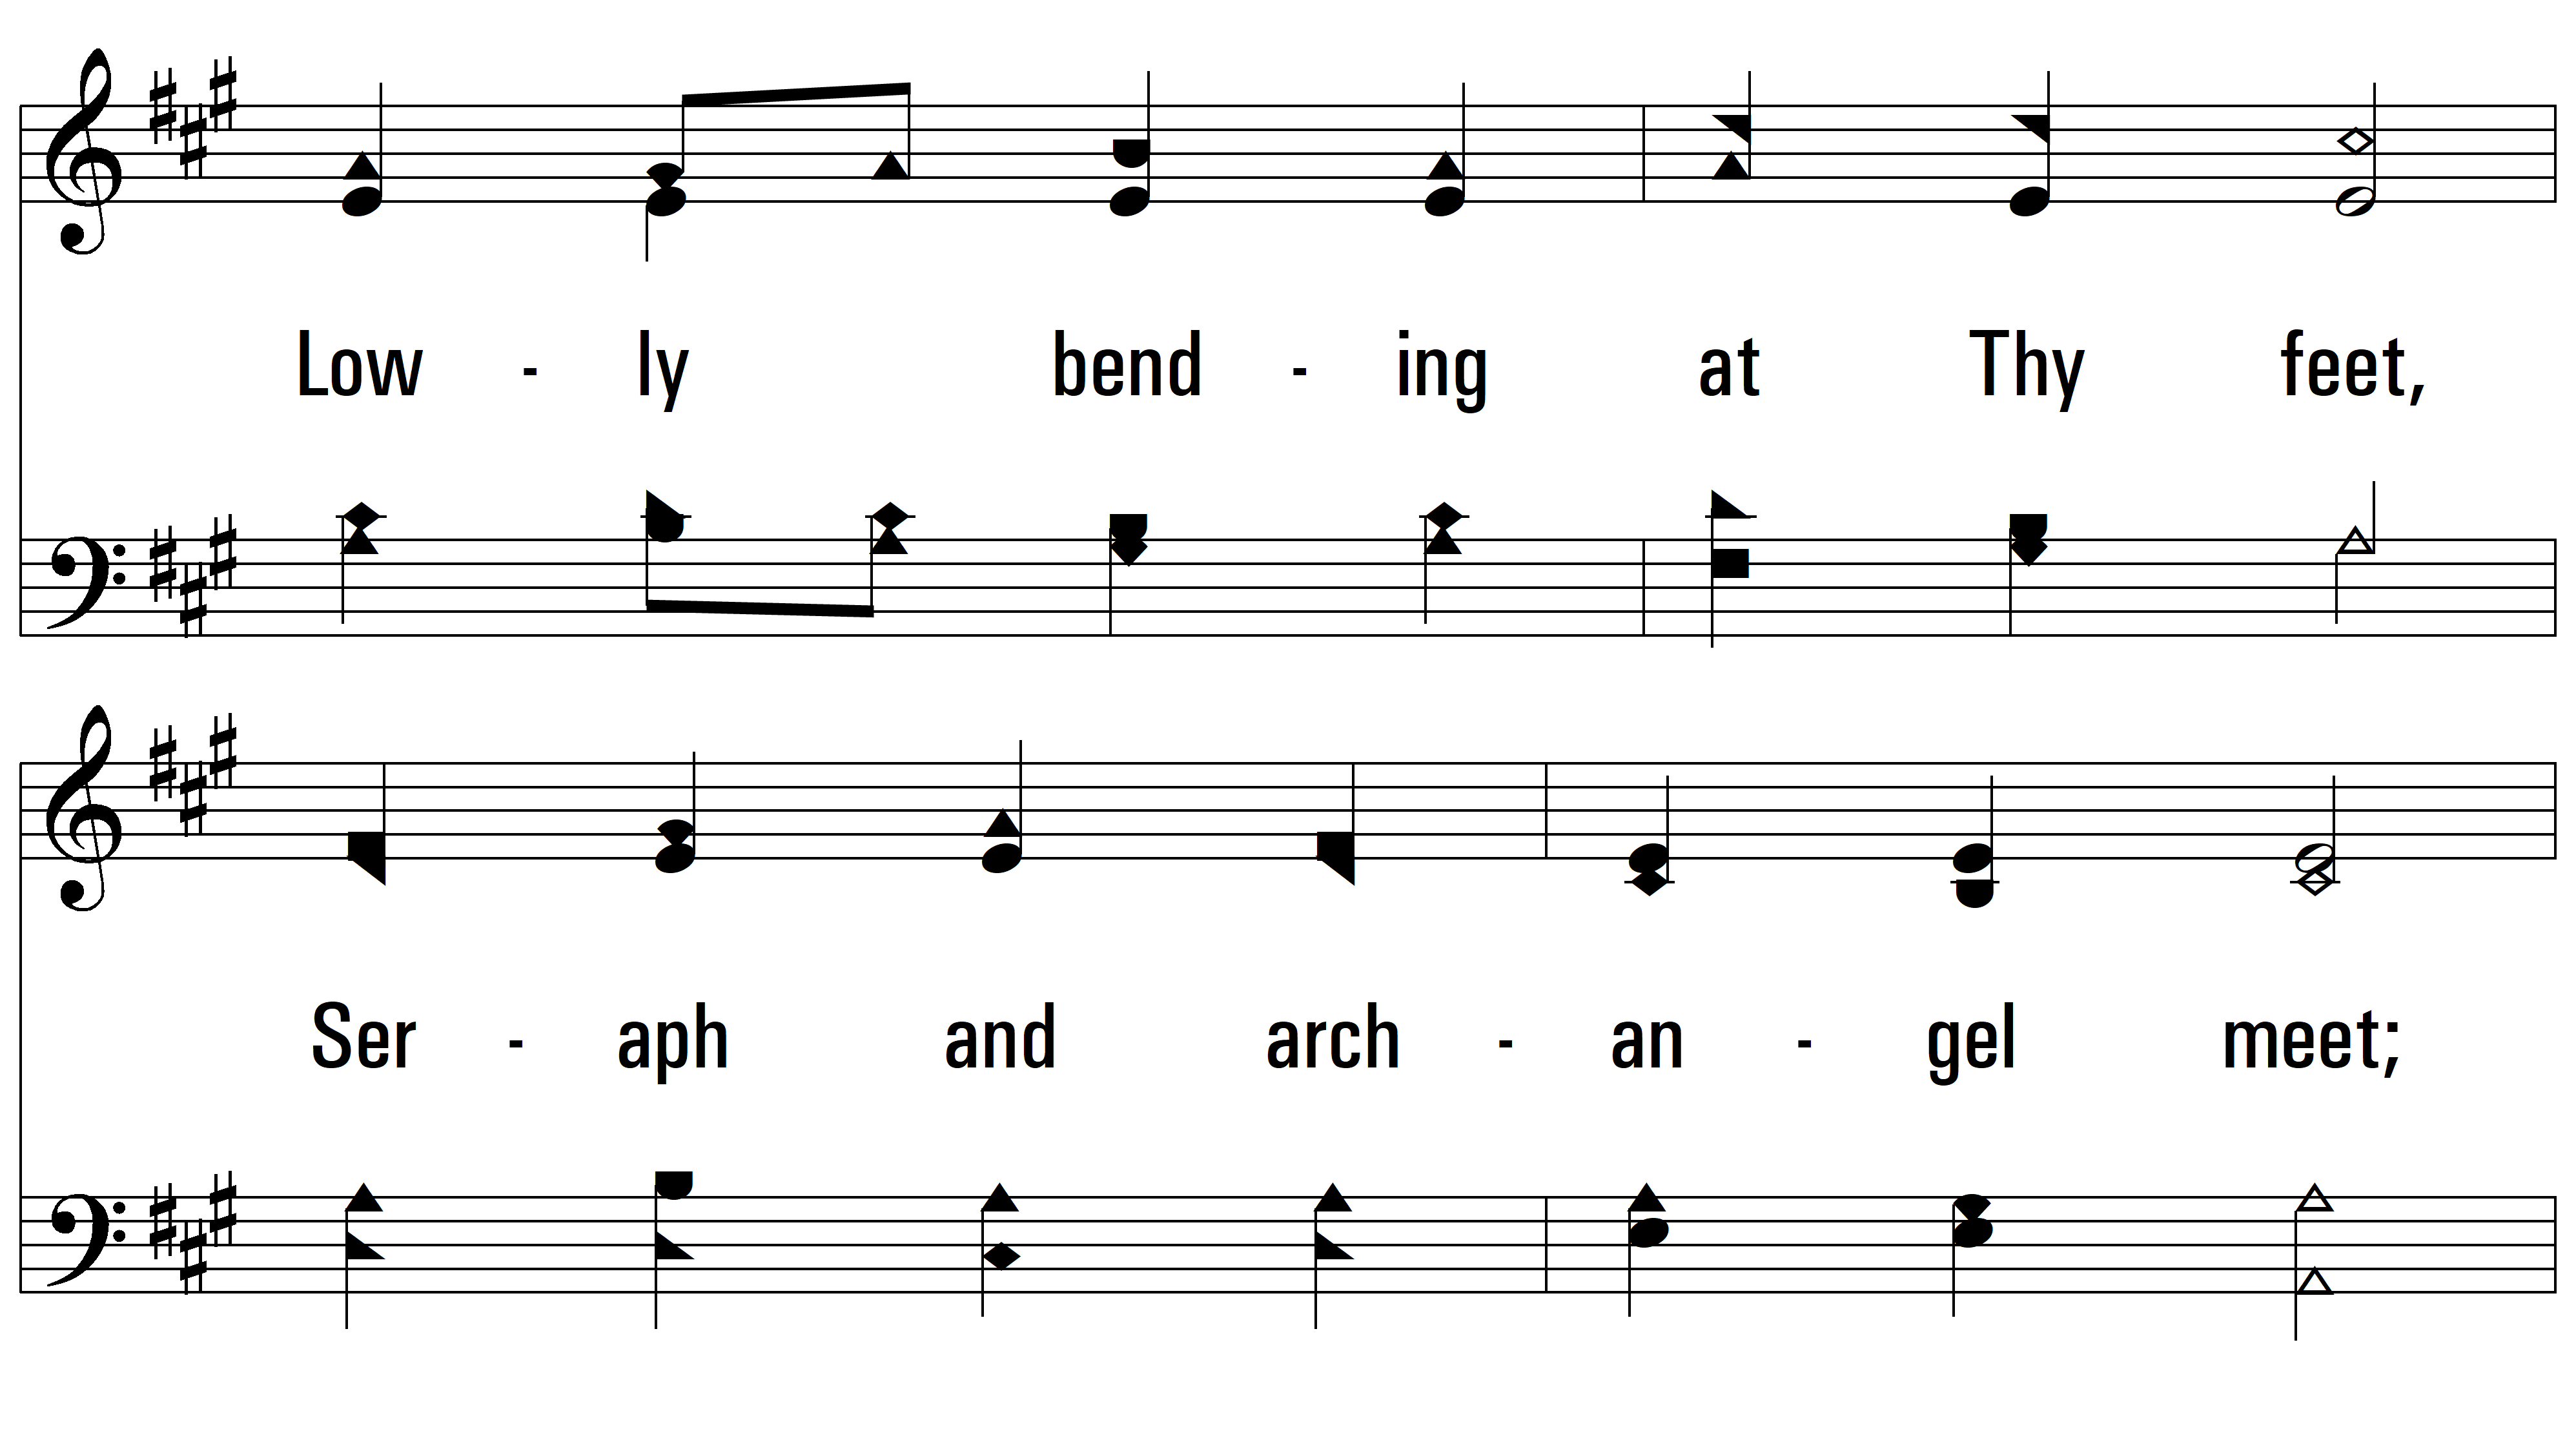 Low - ly bend - ing at Thy feet,
Ser - aph and arch - an - gel meet;